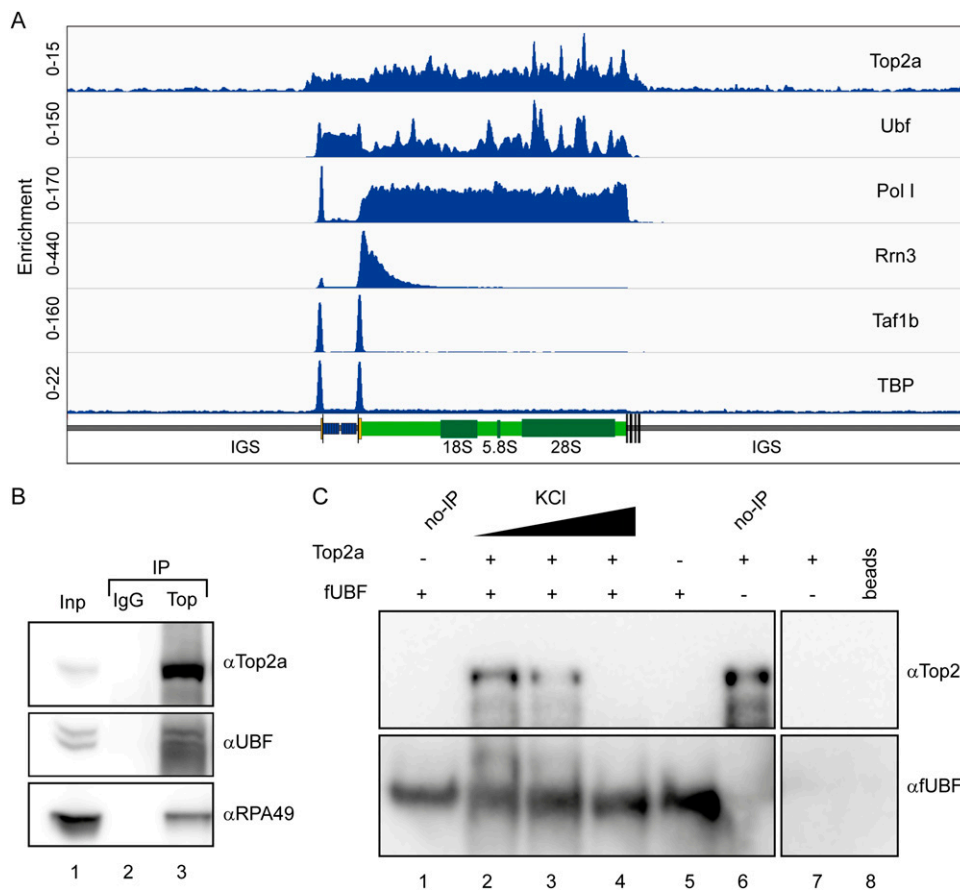 A
Enrichment
0-15
Top2a
0-150
Ubf
0-170
Pol I
0-440
Rrn3
0-160
Taf1b
0-22
TBP
IGS 18S 5.8S 28S IGS
B
IP
Inp IgG Top
αTop2a
αUBF
αRPA49
1 2 3
C
no-IP KCl no-IP
Top2a - + + + - + +
fUBF + + + + + - - beads
αTop2
αfUBF
1 2 3 4 5 6 7 8